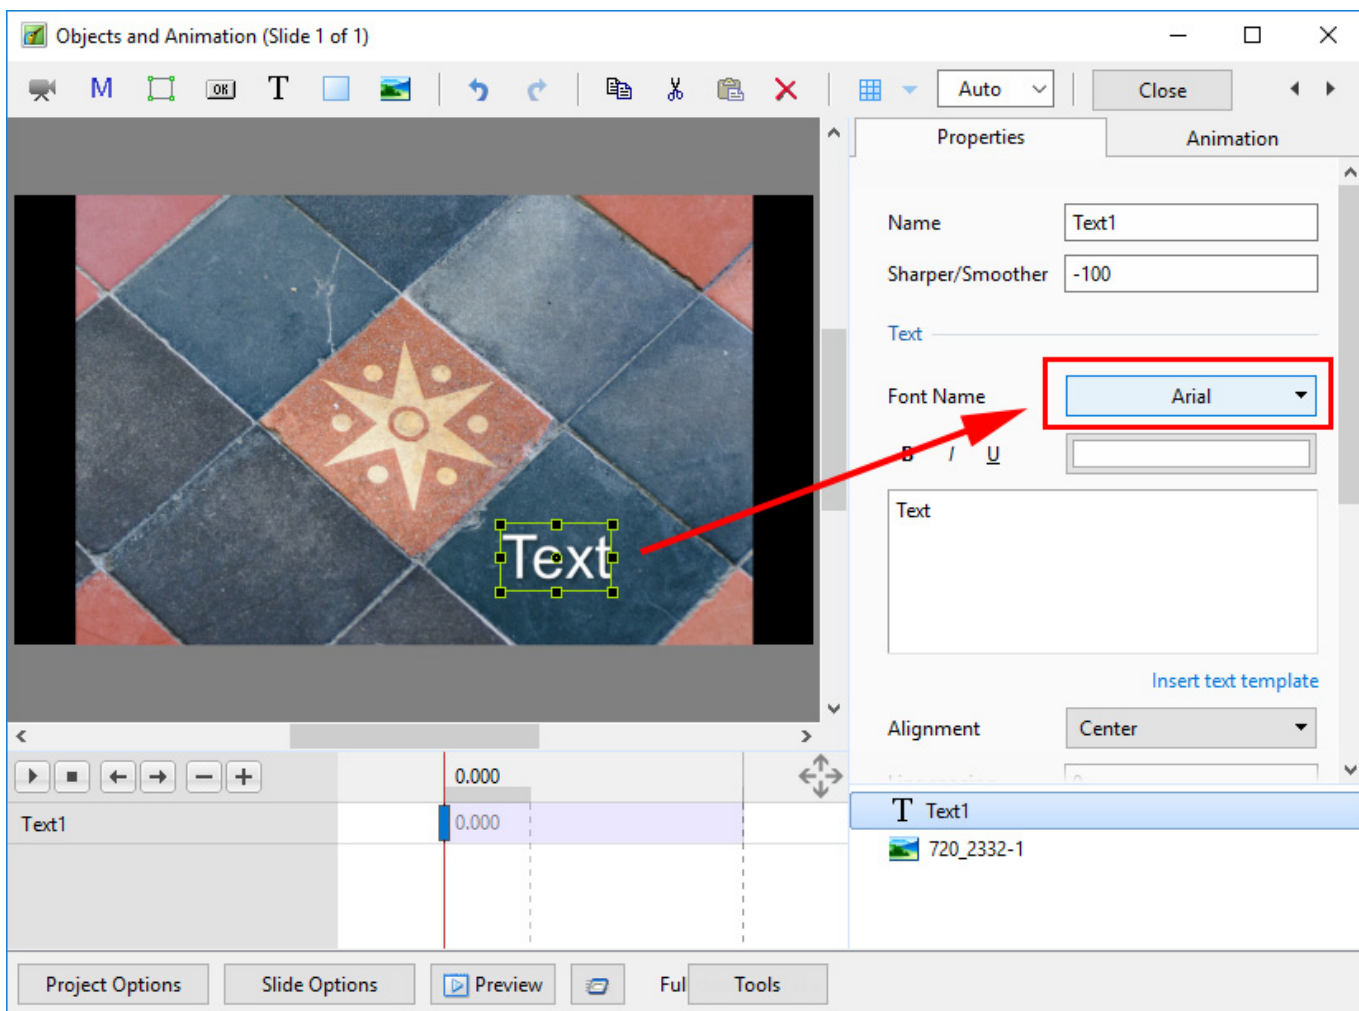 Objects and Animation (Slide 1 of 1)
M OK T Auto Close
Properties Animation
Name Text1
Sharper/Smoother -100
Text
Font Name Arial
B I U
Text
Text
Insert text template
Alignment Center
0.000
Text1 0.000
T Text1
720_2332-1
Project Options Slide Options Preview Ful Tools